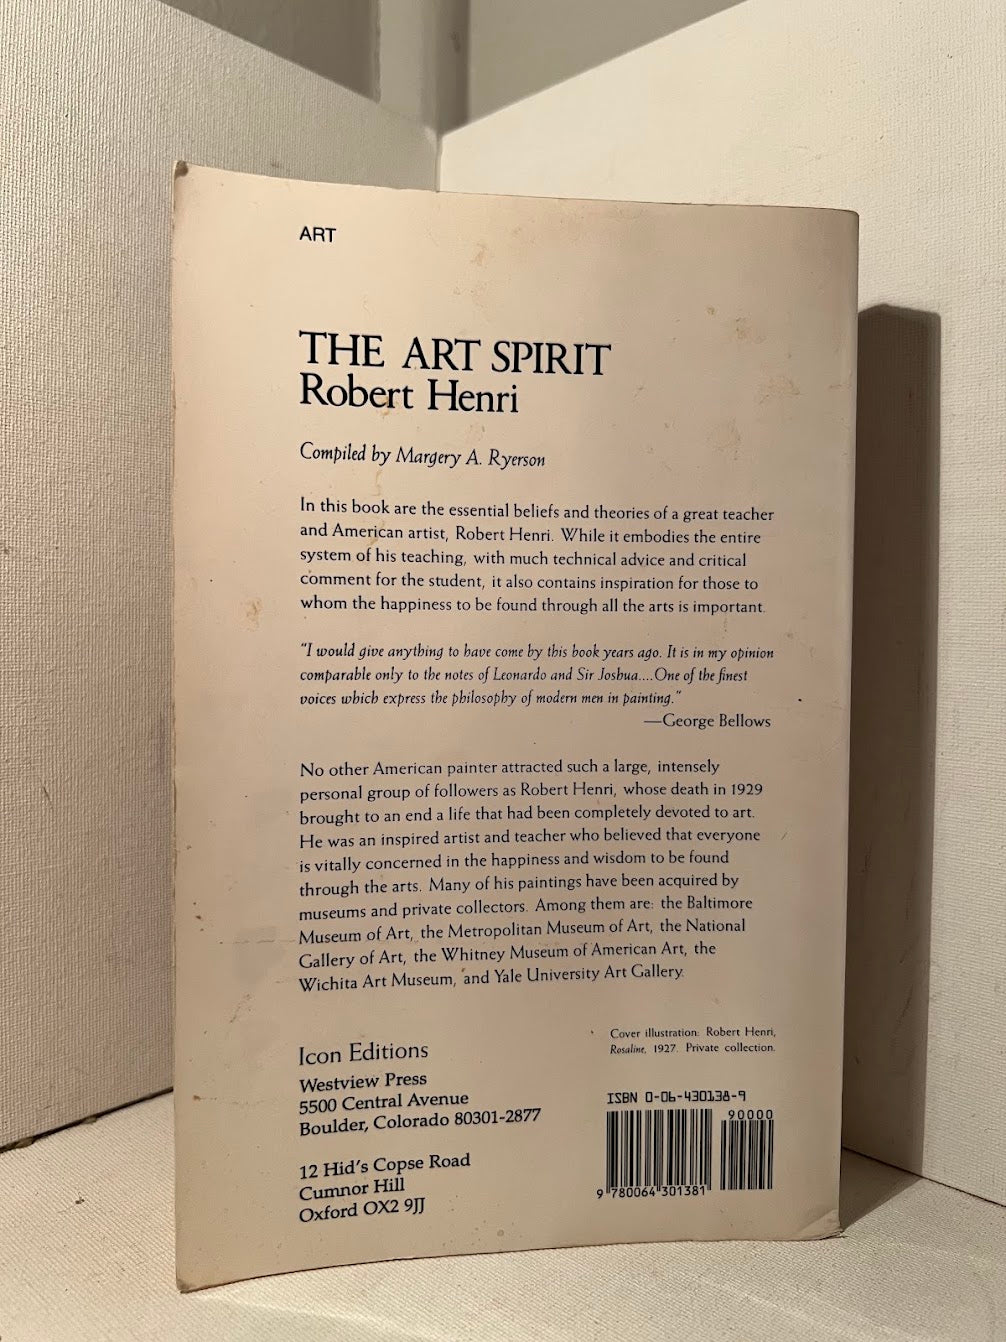 ART
THE ART SPIRIT
Robert Henri
Compiled by Margery A. Ryerson
In this book are the essential beliefs and theories of a great teacher
and American artist, Robert Henri. While it embodies the entire
system of his teaching, with much technical advice and critical
comment for the student, it also contains inspiration for those to
whom the happiness to be found through all the arts is important.
"I would give anything to have come by this book years ago. It is in my opinion
comparable only to the notes of Leonardo and Sir Joshua....One of the finest
voices which express the philosophy of modern men in painting."
—George Bellows
No other American painter attracted such a large, intensely
personal group of followers as Robert Henri, whose death in 1929
brought to an end a life that had been completely devoted to art.
He was an inspired artist and teacher who believed that everyone
is vitally concerned in the happiness and wisdom to be found
through the arts. Many of his paintings have been acquired by
museums and private collectors. Among them are: the Baltimore
Museum of Art, the Metropolitan Museum of Art, the National
Gallery of Art, the Whitney Museum of American Art, the
Wichita Art Museum, and Yale University Art Gallery.
Cover illustration: Robert Henri,
Rosaline, 1927. Private collection.
Icon Editions
Westview Press
5500 Central Avenue
Boulder, Colorado 80301-2877
12 Hid's Copse Road
Cumnor Hill
Oxford OX2 9JJ
ISBN 0-06-430138-9
90000
9 780064 301381